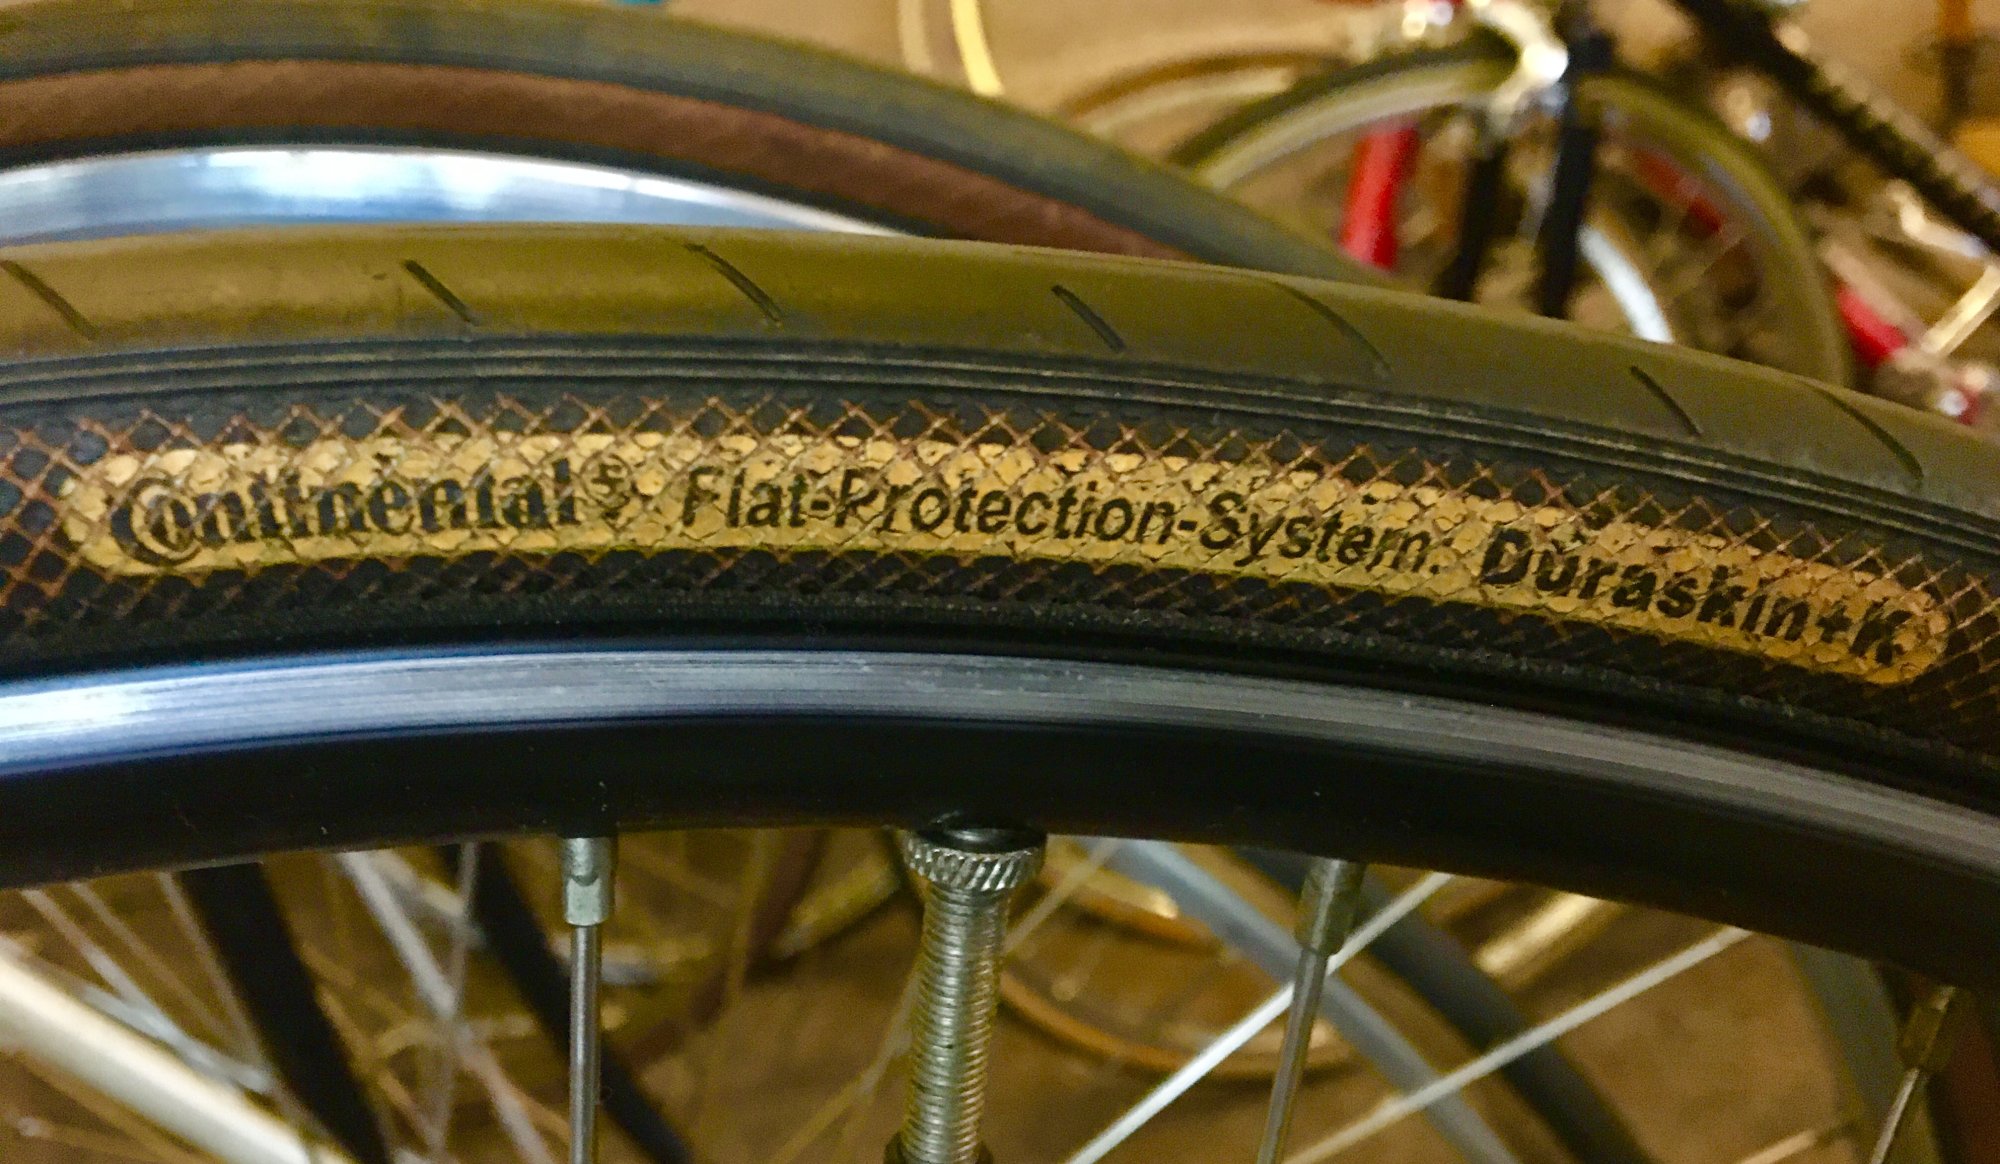 Continental Flat-Protection-System: Duraskin+K